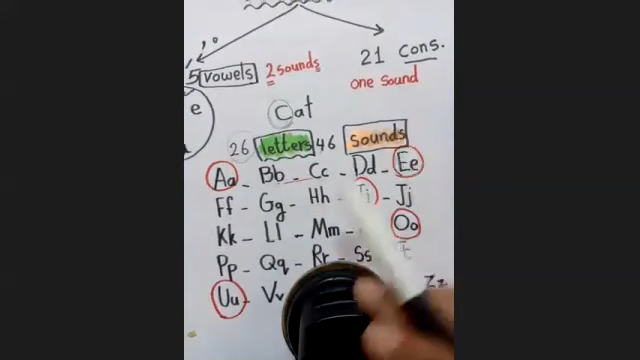 5 vowels 2 sounds
21 Cons.
one sound
e
Cat
26 letters 46 sounds
Aa - Bb - Cc - Dd - Ee
Ff - Gg - Hh - Ii - Jj
Kk - Ll - Mm - Oo
Pp - Qq - Rr - Ss
Uu - Vv Zz